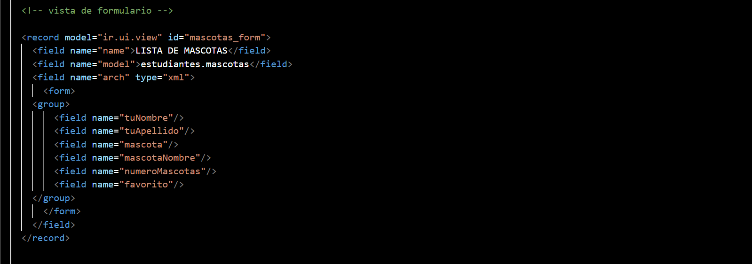 <!-- vista de formulario -->
<record model="ir.ui.view" id="mascotas_form">
<field name="name">LISTA DE MASCOTAS</field>
<field name="model">estudiantes.mascotas</field>
<field name="arch" type="xml">
<form>
<group>
<field name="tuNombre"/>
<field name="tuApellido"/>
<field name="mascota"/>
<field name="mascotaNombre"/>
<field name="numeroMascotas"/>
<field name="favorito"/>
</group>
</form>
</field>
</record>